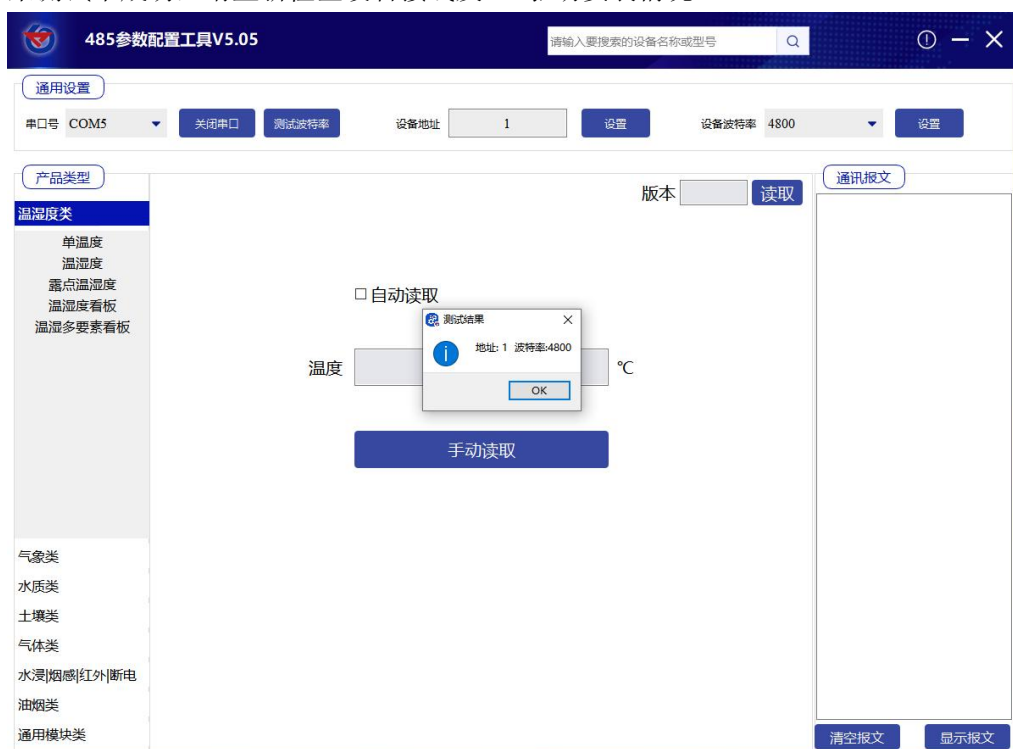 485参数配置工具V5.05
请输入要搜索的设备名称或型号
通用设置
串口号 COM5 关闭串口 测试波特率 设备地址 1 设置 设备波特率 4800 设置
产品类型
通讯报文
版本 读取
温湿度类
单温度
温湿度
露点温湿度
温湿度看板
温湿多要素看板
自动读取
测试结果
地址: 1 波特率:4800
OK
温度 ℃
手动读取
气象类
水质类
土壤类
气体类
水浸|烟感|红外|断电
油烟类
通用模块类
清空报文 显示报文